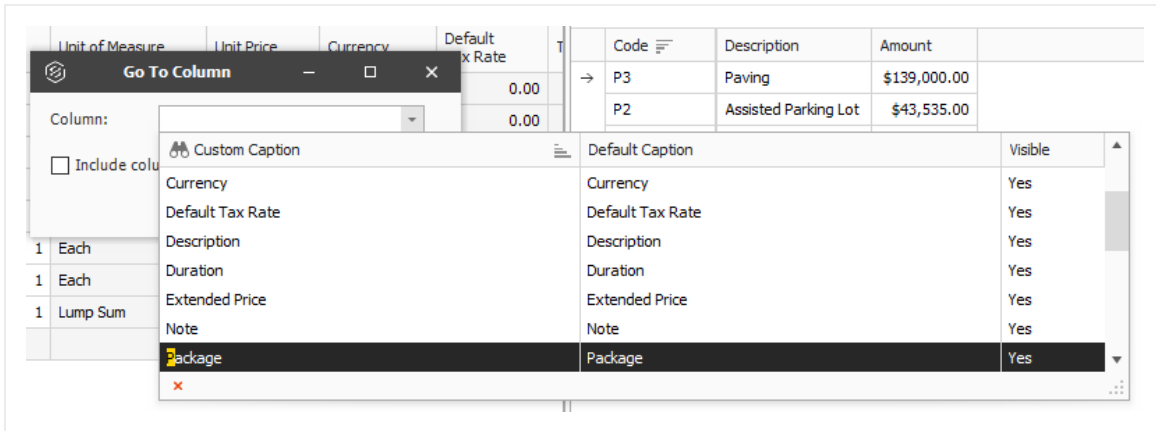 Unit of Measure Unit Price Currency Default
x Rate T
Code Description Amount
Go To Column
0.00 → P3 Paving $139,000.00
Column: 0.00 P2 Assisted Parking Lot $43,535.00
Include colu
Custom Caption Default Caption Visible
Currency Currency Yes
Default Tax Rate Default Tax Rate Yes
Description Description Yes
1 Each
Duration Duration Yes
1 Each
Extended Price Extended Price Yes
1 Lump Sum
Note Note Yes
Package Package Yes